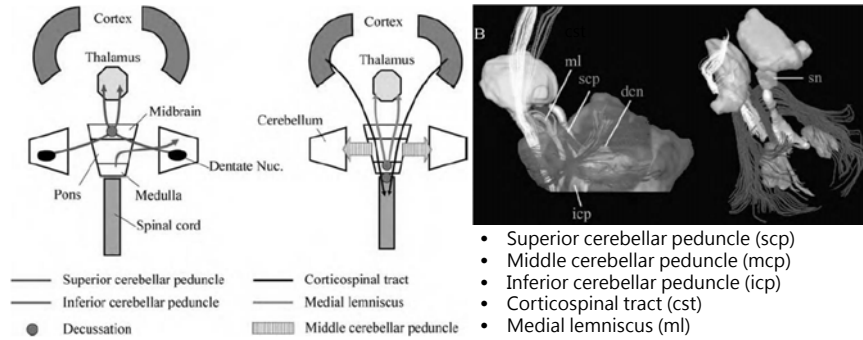 Cortex
Thalamus
Midbrain
Dentate Nuc.
Pons
Medulla
Spinal cord
Superior cerebellar peduncle
Inferior cerebellar peduncle
Decussation
Cortex
Thalamus
Cerebellum
Corticospinal tract
Medial lemniscus
Middle cerebellar peduncle
B
cst
ml
scp
dcn
icp
sn
• Superior cerebellar peduncle (scp)
• Middle cerebellar peduncle (mcp)
• Inferior cerebellar peduncle (icp)
• Corticospinal tract (cst)
• Medial lemniscus (ml)